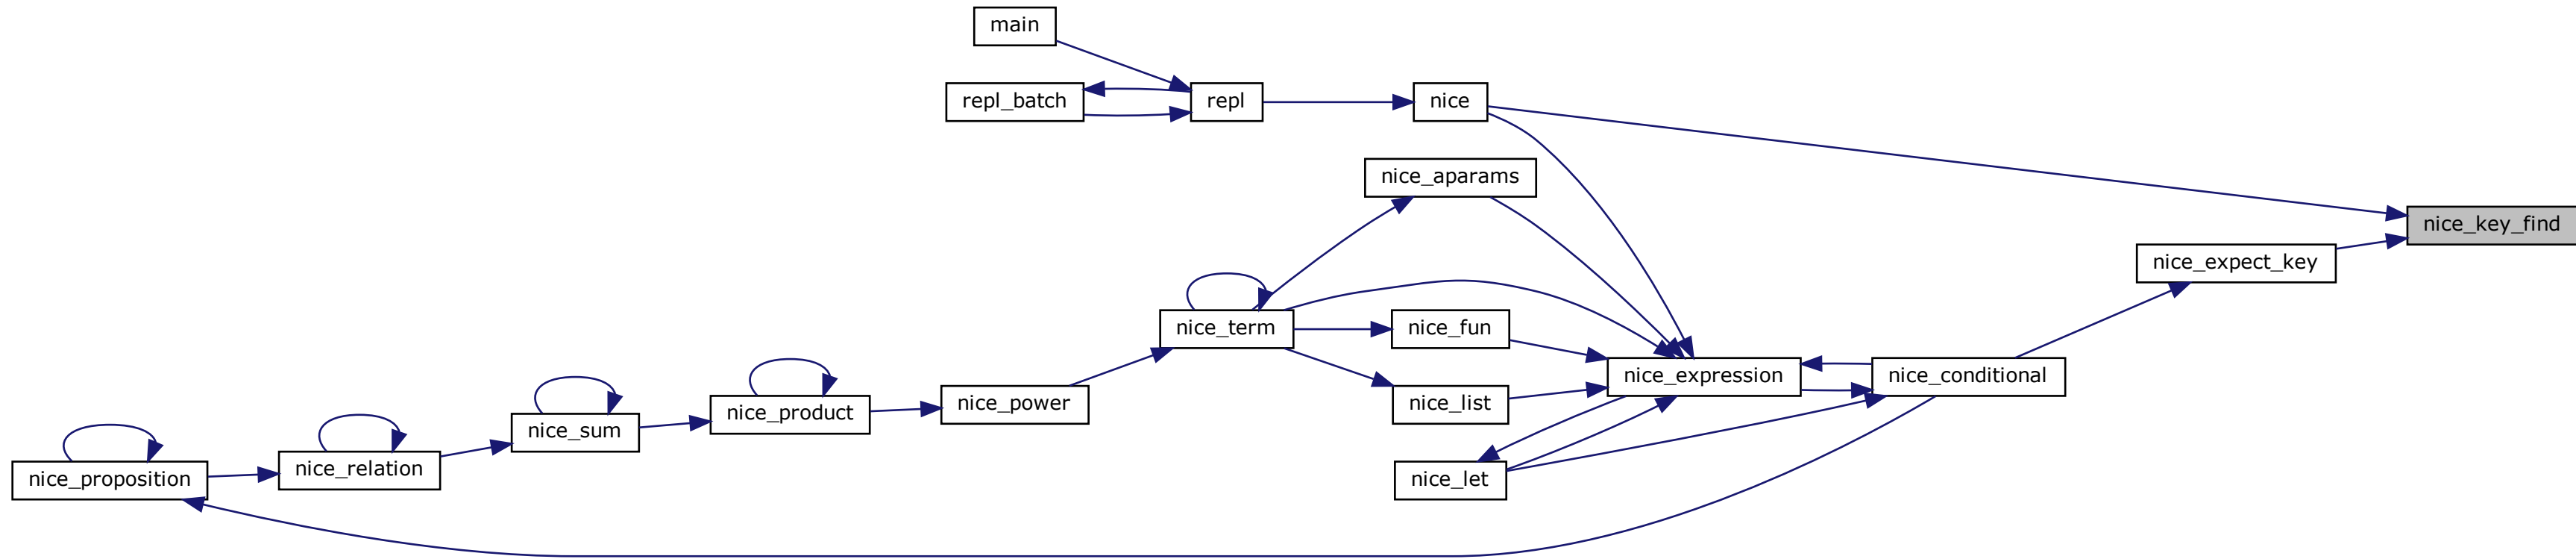 main
repl_batch
repl
nice
nice_aparams
nice_key_find
nice_expect_key
nice_term
nice_fun
nice_expression
nice_conditional
nice_power
nice_list
nice_product
nice_sum
nice_relation
nice_proposition
nice_let